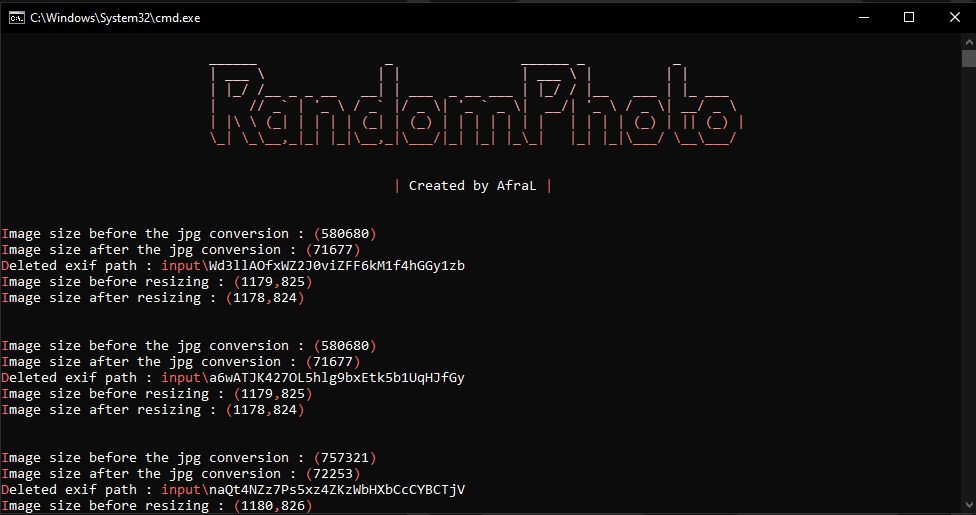 C:\Windows\System32\cmd.exe
RandomPhoto
| Created by AfraL |
Image size before the jpg conversion : (580680)
Image size after the jpg conversion : (71677)
Deleted exif path : input\Wd3llAOfxWZ2J0viZFF6kM1f4hGGy1zb
Image size before resizing : (1179,825)
Image size after resizing : (1178,824)
Image size before the jpg conversion : (580680)
Image size after the jpg conversion : (71677)
Deleted exif path : input\a6wATJK427OL5hlg9bxEtk5b1UqHJfGy
Image size before resizing : (1179,825)
Image size after resizing : (1178,824)
Image size before the jpg conversion : (757321)
Image size after the jpg conversion : (72253)
Deleted exif path : input\naQt4NZz7Ps5xz4ZKzWbHXbCcCYBCTjV
Image size before resizing : (1180,826)